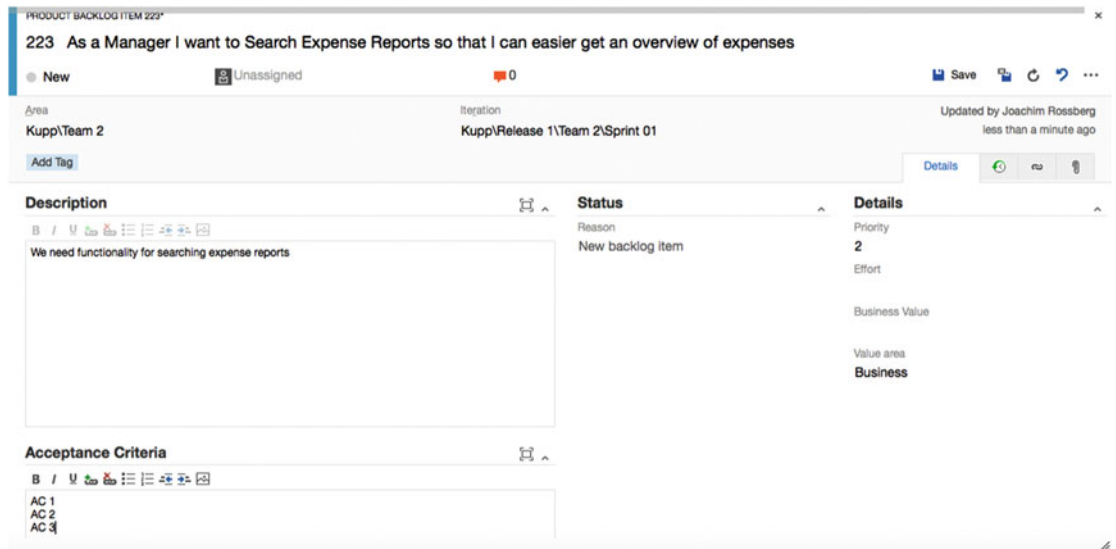 PRODUCT BACKLOG ITEM 223*
223 As a Manager I want to Search Expense Reports so that I can easier get an overview of expenses
New
Unassigned
0
Save
Area
Kupp\Team 2
Iteration
Kupp\Release 1\Team 2\Sprint 01
Updated by Joachim Rossberg
less than a minute ago
Add Tag
Details
Description
B I U
We need functionality for searching expense reports
Acceptance Criteria
B I U
AC 1
AC 2
AC 3
Status
Reason
New backlog item
Details
Priority
2
Effort
Business Value
Value area
Business